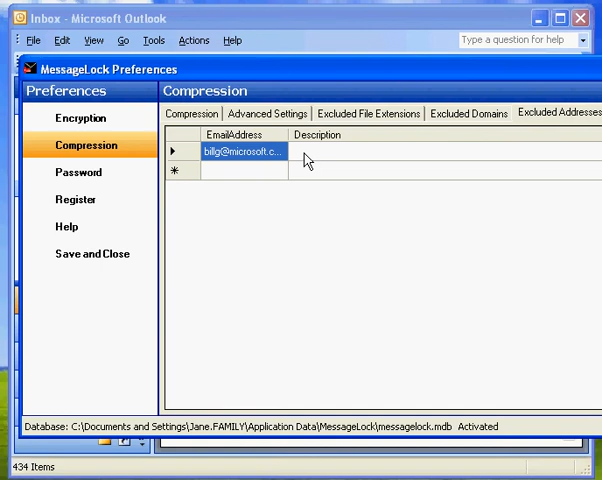 Inbox - Microsoft Outlook
File Edit View Go Tools Actions Help Type a question for help
MessageLock Preferences
Preferences Compression
Compression Advanced Settings Excluded File Extensions Excluded Domains Excluded Addresses
Encryption
EmailAddress Description
Compression
billg@microsoft.c...
Password
Register
Help
Save and Close
Database: C:\Documents and Settings\Jane.FAMILY\Application Data\MessageLock\messagelock.mdb Activated
434 Items